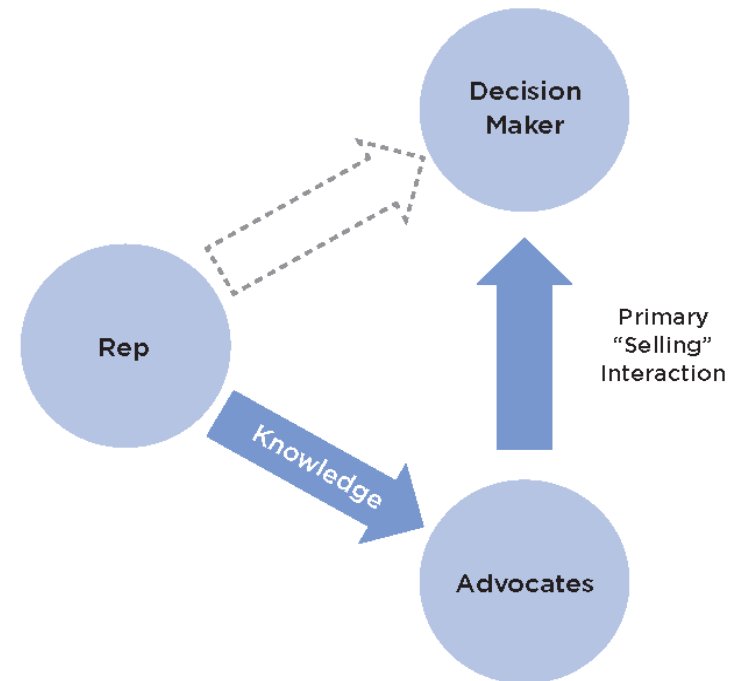 Decision
Maker
Rep
Primary
“Selling”
Interaction
Knowledge
Advocates